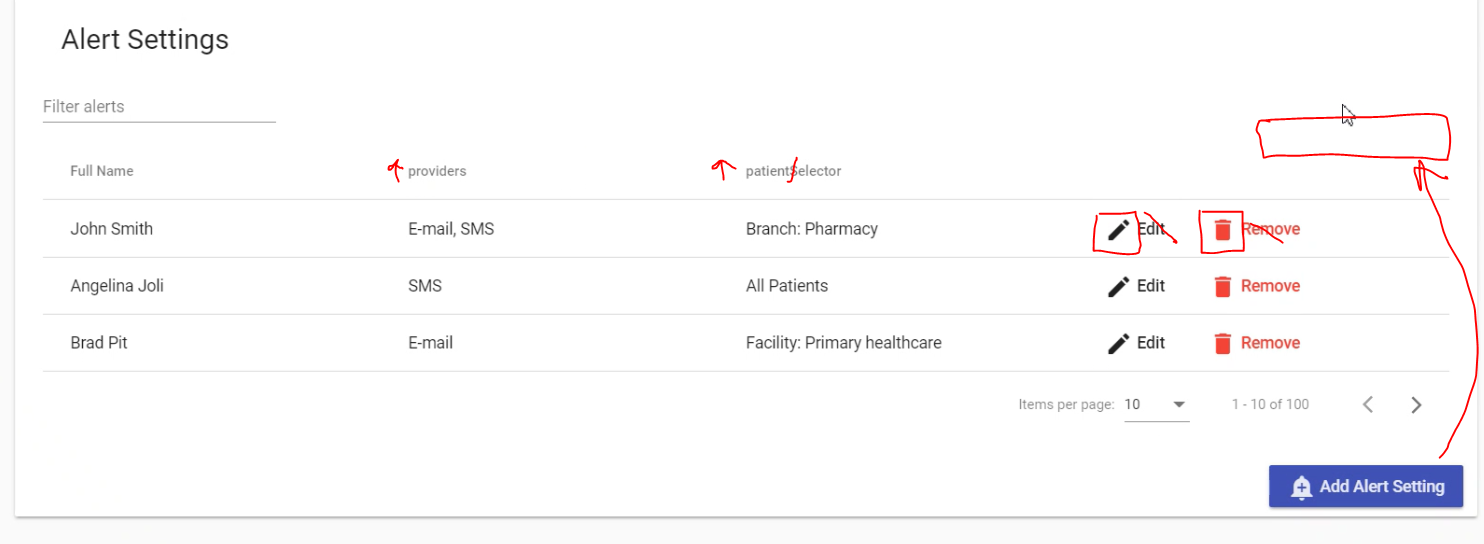 Alert Settings
Filter alerts
Full Name providers patientSelector
John Smith E-mail, SMS Branch: Pharmacy Edit Remove
Angelina Joli SMS All Patients Edit Remove
Brad Pit E-mail Facility: Primary healthcare Edit Remove
Items per page: 10 1 - 10 of 100
Add Alert Setting